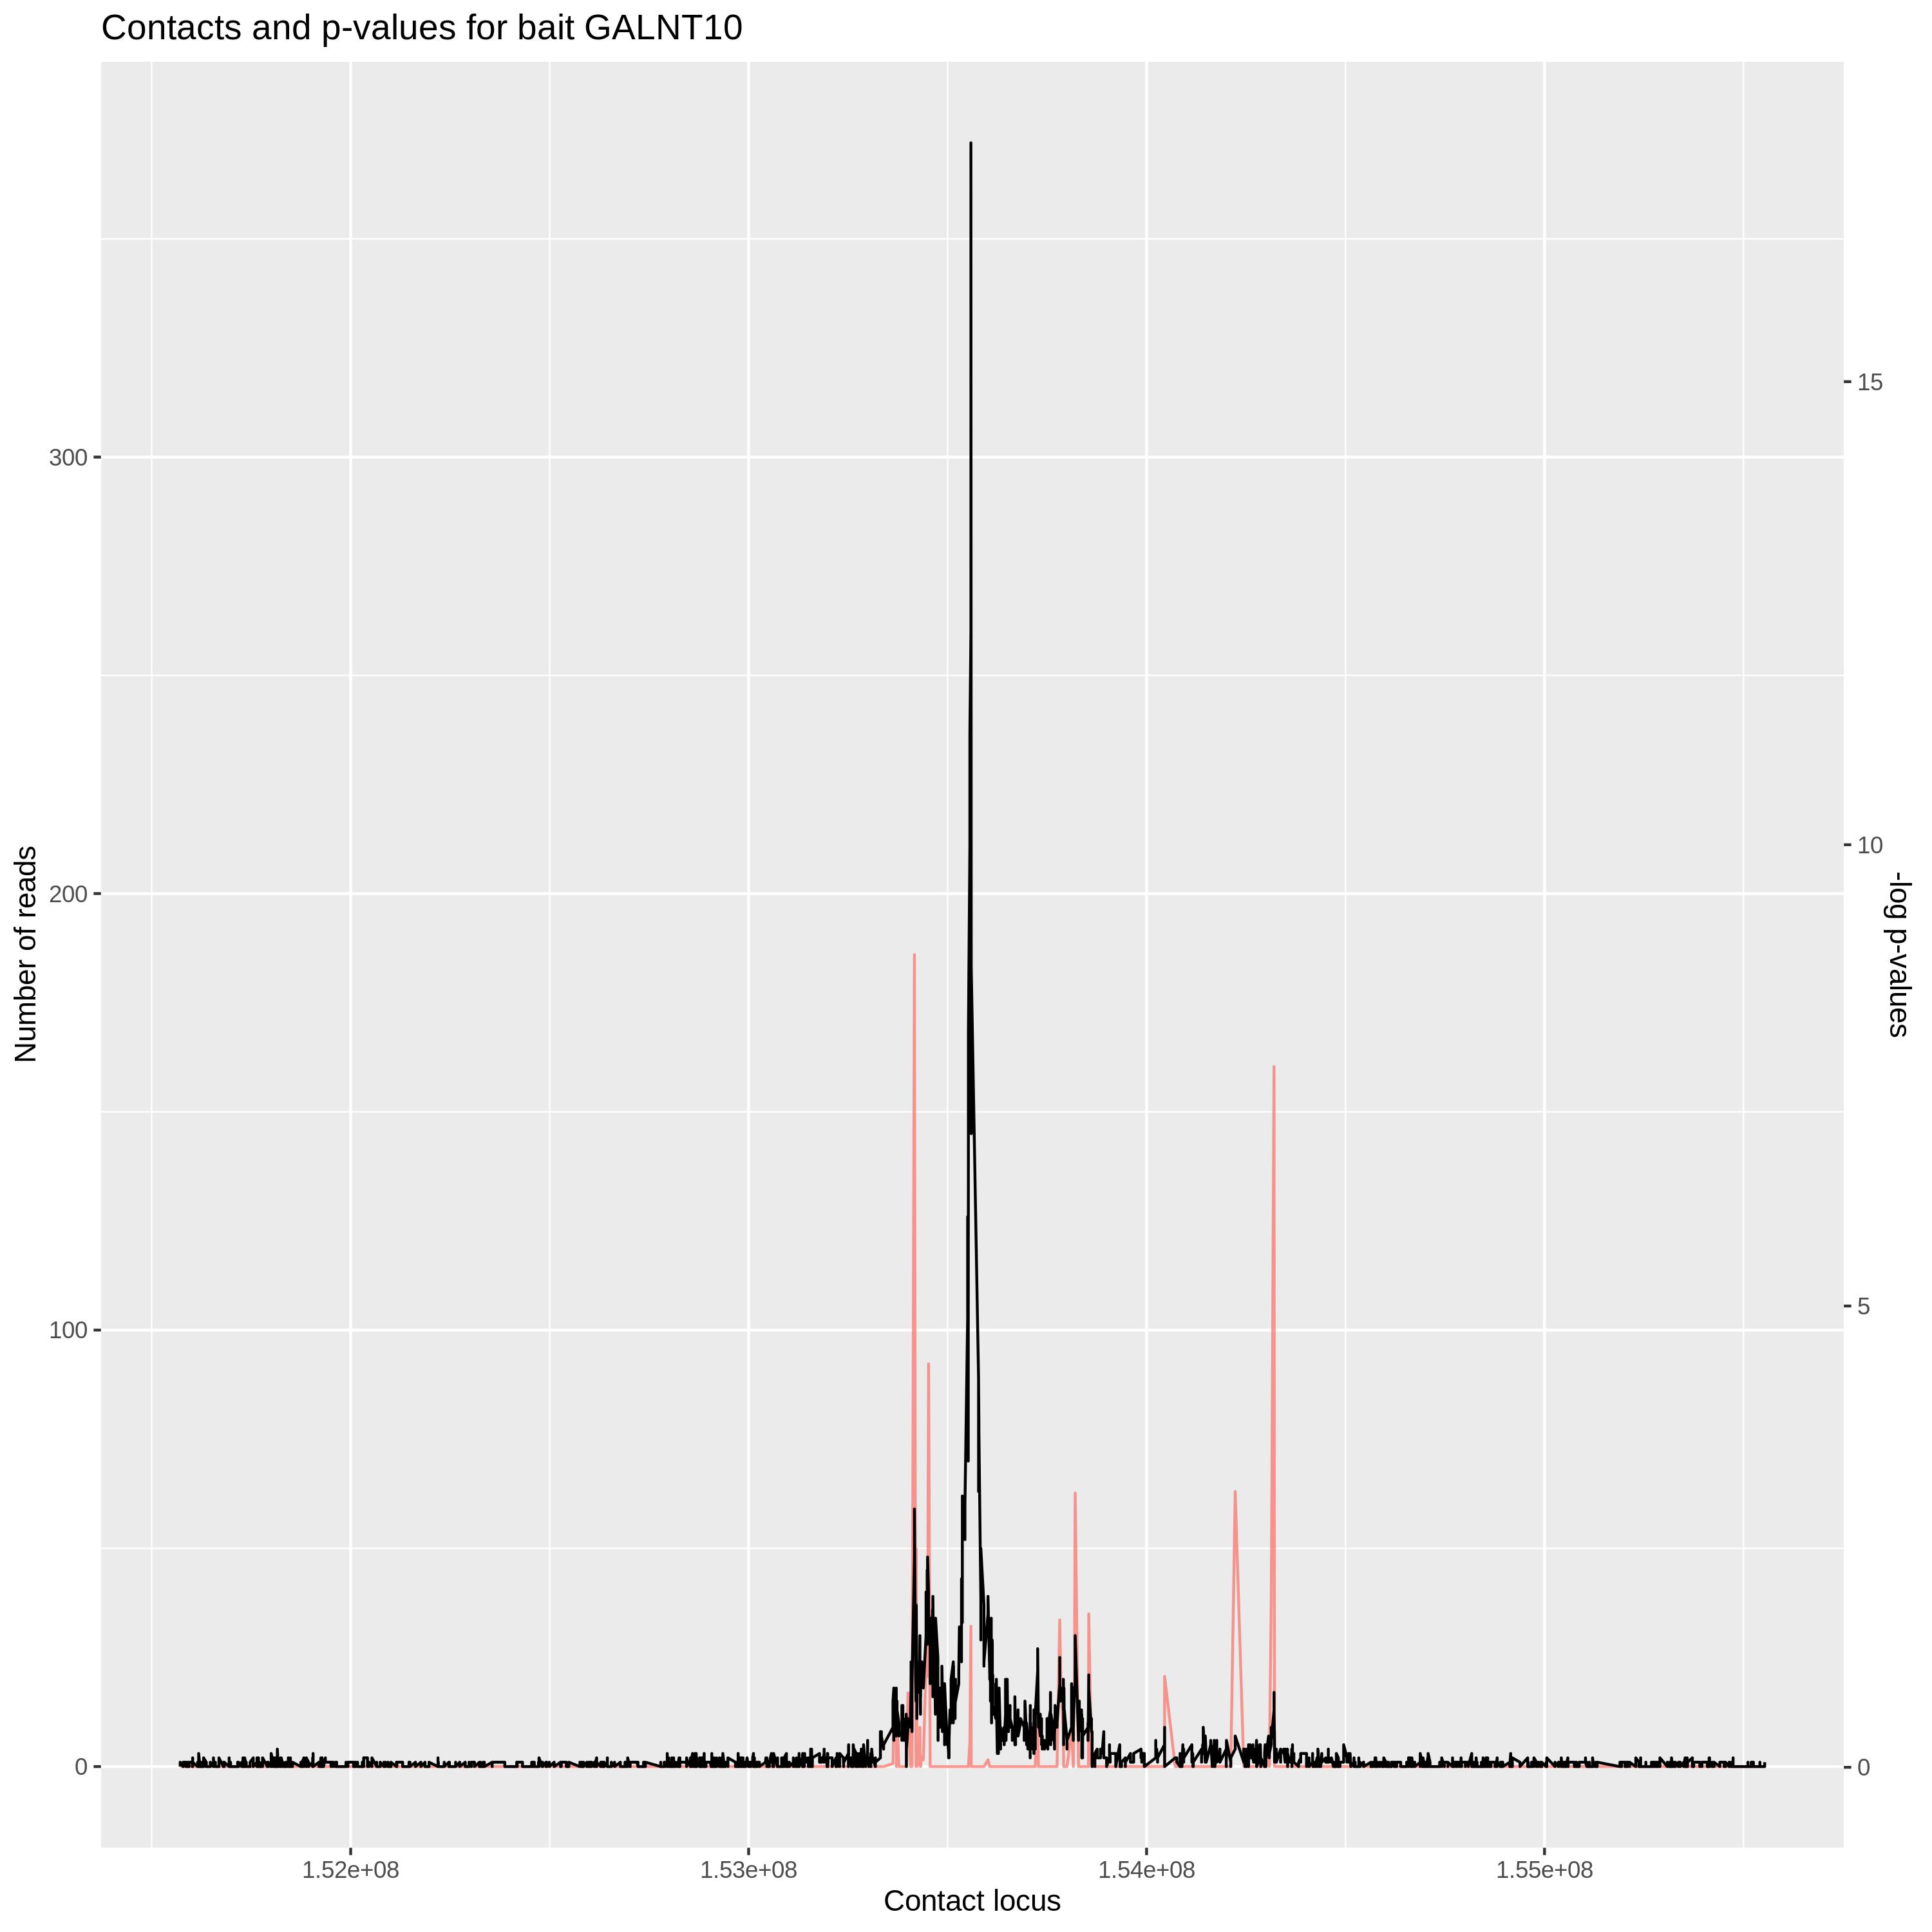 Contacts and p-values for bait GALNT10
300
200
100
0
Number of reads
15
10
5
0
-log p-values
1.52e+08
1.53e+08
1.54e+08
1.55e+08
Contact locus